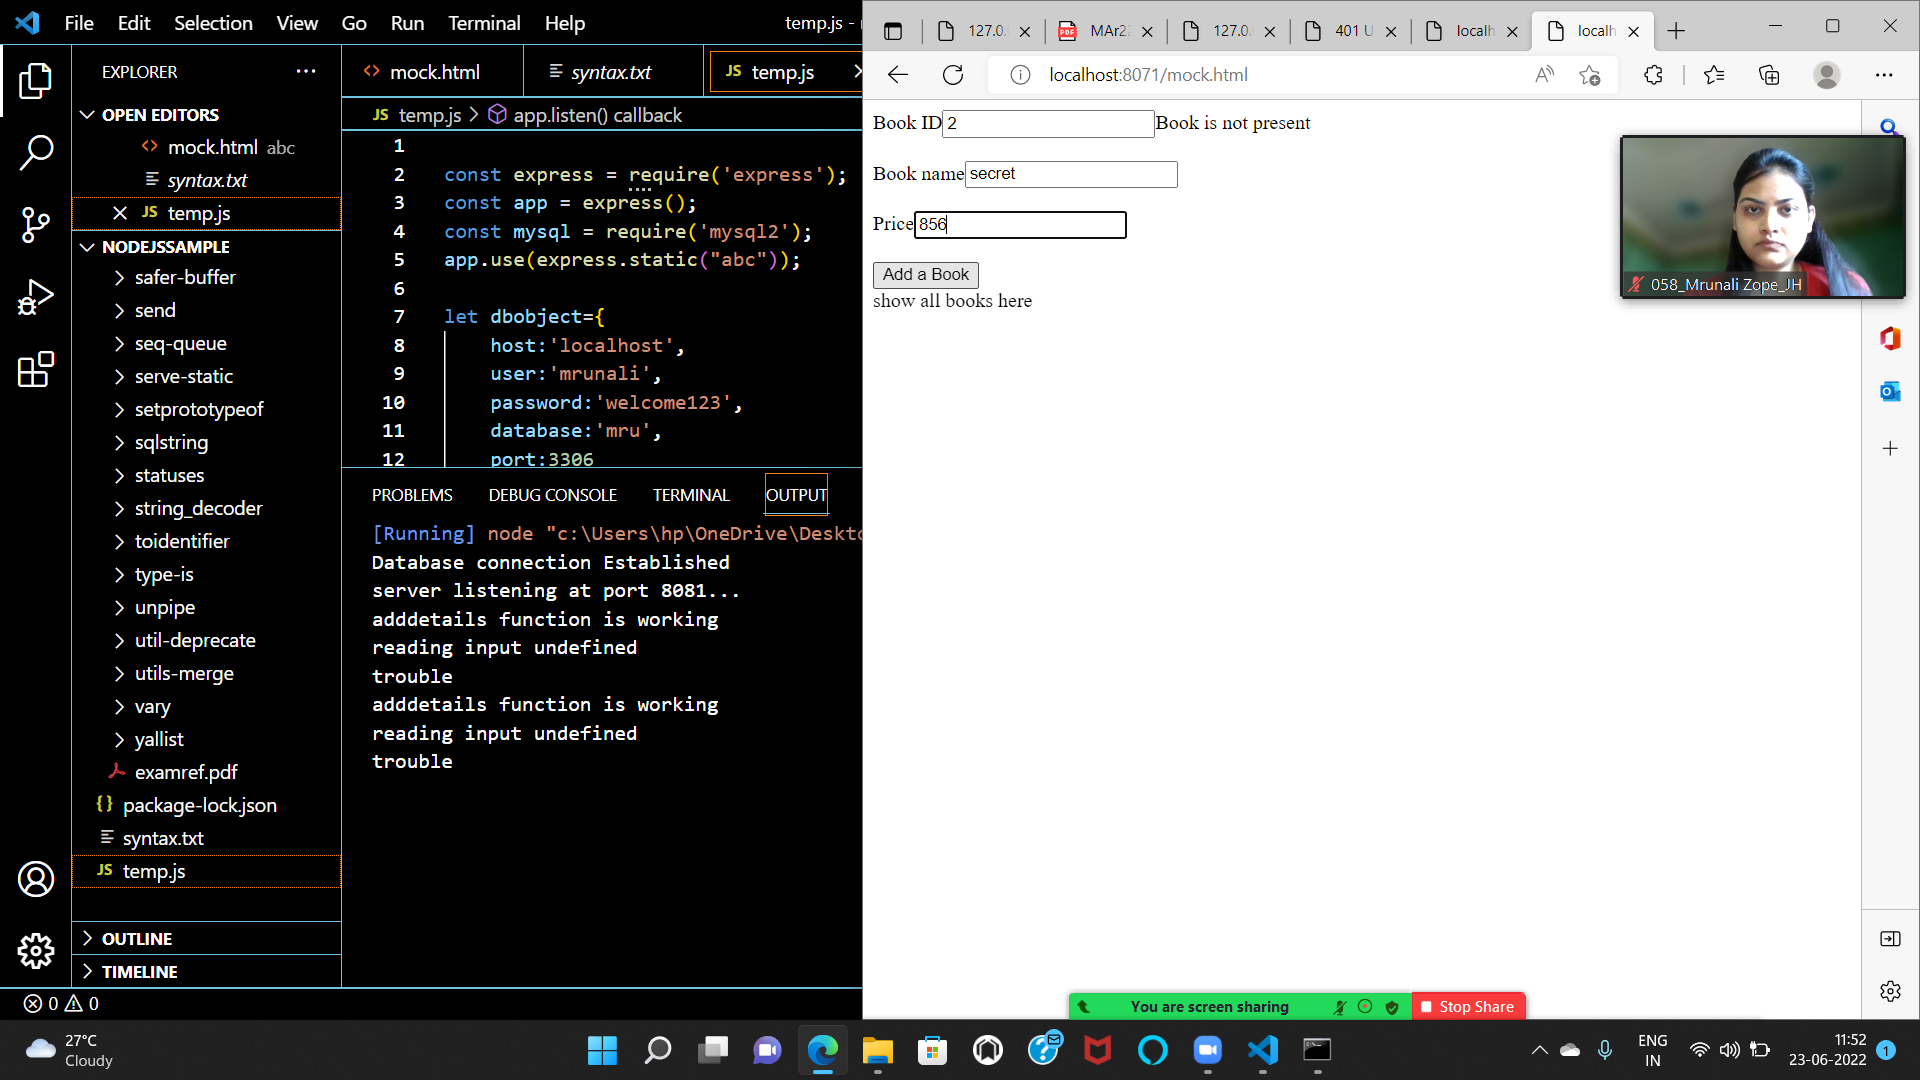 File Edit Selection View Go Run Terminal Help temp.js -
EXPLORER
OPEN EDITORS
mock.html abc
syntax.txt
JS temp.js
NODEJSSAMPLE
safer-buffer
send
seq-queue
serve-static
setprototypeof
sqlstring
statuses
string_decoder
toidentifier
type-is
unpipe
util-deprecate
utils-merge
vary
yallist
examref.pdf
package-lock.json
syntax.txt
JS temp.js
OUTLINE
TIMELINE
0 0
mock.html syntax.txt JS temp.js
JS temp.js > app.listen() callback
1
2 const express = require('express');
3 const app = express();
4 const mysql = require('mysql2');
5 app.use(express.static("abc"));
6
7 let dbobject={
8 host:'localhost',
9 user:'mrunali',
10 password:'welcome123',
11 database:'mru',
12 port:3306
PROBLEMS DEBUG CONSOLE TERMINAL OUTPUT
[Running] node "c:\Users\hp\OneDrive\Deskto
Database connection Established
server listening at port 8081...
adddetails function is working
reading input undefined
trouble
adddetails function is working
reading input undefined
trouble
127.0. PDF MAr2 127.0. 401 U localh localh
localhost:8071/mock.html
Book ID 2 Book is not present
Book name secret
Price 856
Add a Book
show all books here
058_Mrunali Zope_JH
You are screen sharing Stop Share
27°C
Cloudy
ENG
IN
11:52
23-06-2022
1